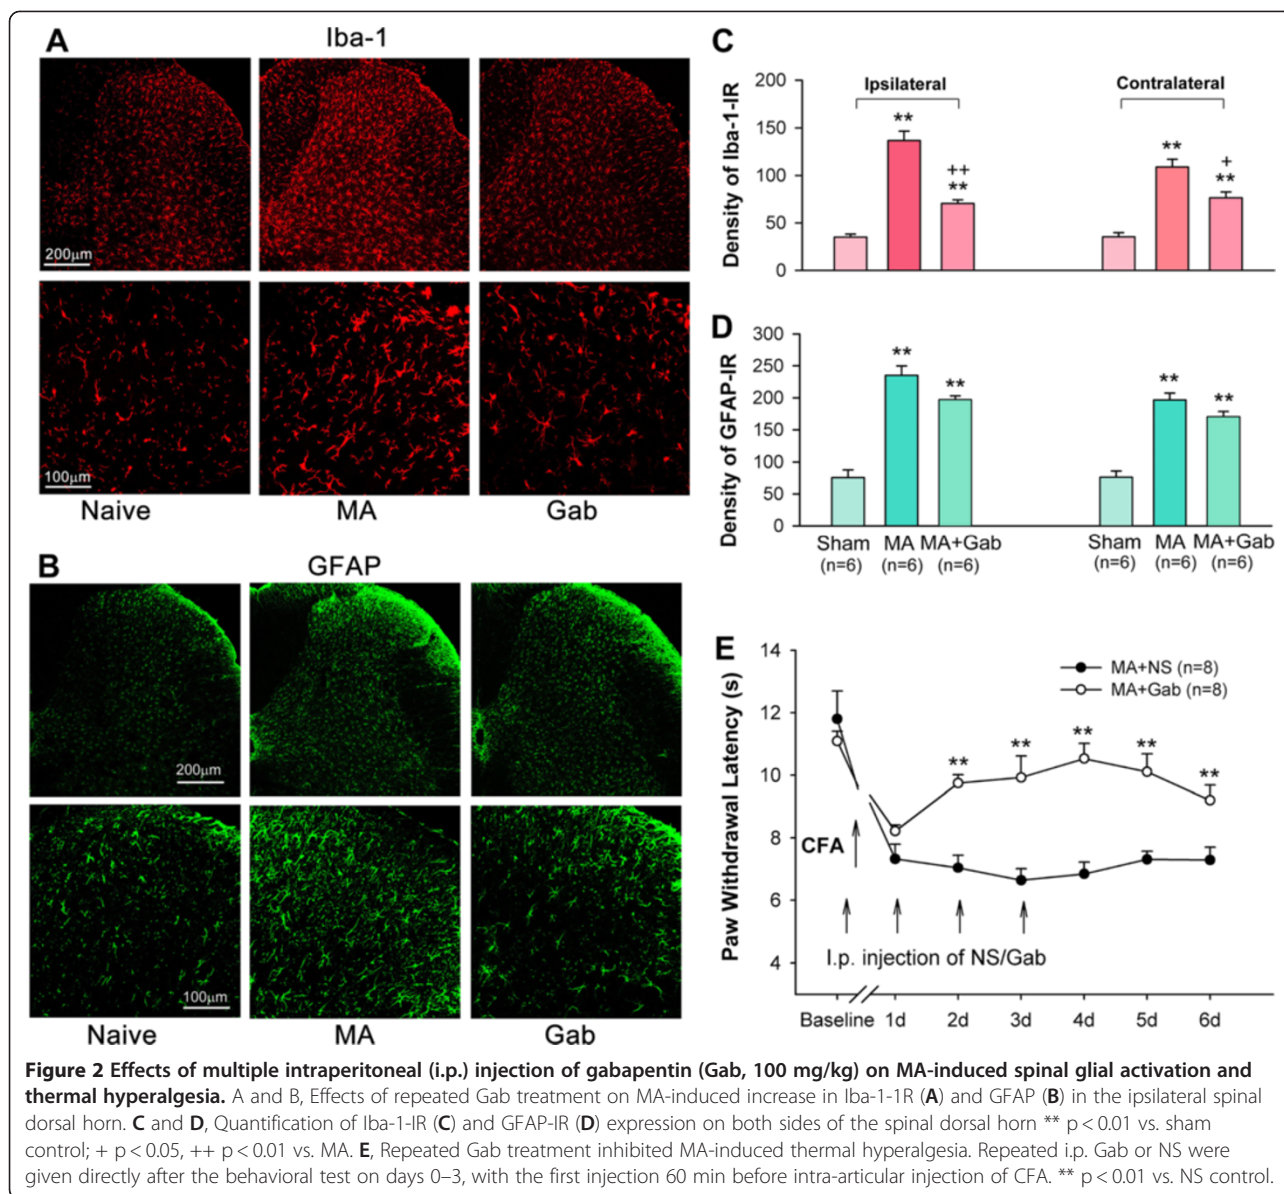 A
Iba-1
200µm
100µm
Naive
MA
Gab
B
GFAP
200µm
100µm
Naive
MA
Gab
C
Density of Iba-1-IR
200
150
100
50
0
Ipsilateral
Contralateral
**
++
**
**
+
**
D
Density of GFAP-IR
300
250
200
150
100
50
0
**
**
**
**
Sham MA MA+Gab Sham MA MA+Gab
(n=6) (n=6) (n=6) (n=6) (n=6) (n=6)
E
Paw Withdrawal Latency (s)
14
12
10
8
6
4
MA+NS (n=8)
MA+Gab (n=8)
** ** ** ** **
CFA
I.p. injection of NS/Gab
Baseline 1d 2d 3d 4d 5d 6d
Figure 2 Effects of multiple intraperitoneal (i.p.) injection of gabapentin (Gab, 100 mg/kg) on MA-induced spinal glial activation and
thermal hyperalgesia. A and B, Effects of repeated Gab treatment on MA-induced increase in Iba-1-1R (A) and GFAP (B) in the ipsilateral spinal
dorsal horn. C and D, Quantification of Iba-1-IR (C) and GFAP-IR (D) expression on both sides of the spinal dorsal horn ** p < 0.01 vs. sham
control; + p < 0.05, ++ p < 0.01 vs. MA. E, Repeated Gab treatment inhibited MA-induced thermal hyperalgesia. Repeated i.p. Gab or NS were
given directly after the behavioral test on days 0–3, with the first injection 60 min before intra-articular injection of CFA. ** p < 0.01 vs. NS control.